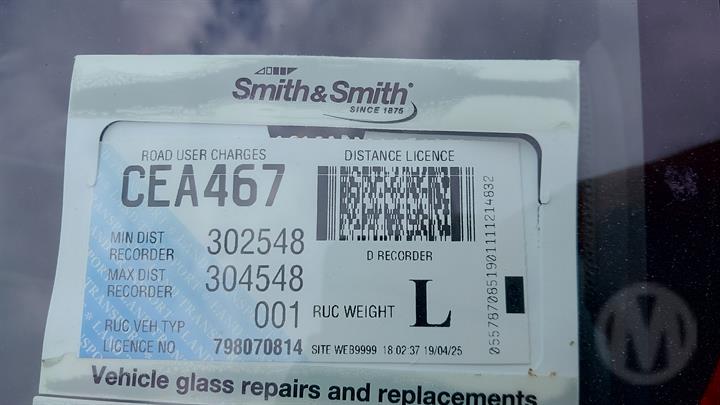 Smith&Smith®
SINCE 1875
ROAD USER CHARGES
DISTANCE LICENCE
CEA467
D RECORDER
MIN DIST RECORDER 302548
MAX DIST RECORDER 304548
RUC VEH TYP 001
RUC WEIGHT L
LICENCE NO 798070814
SITE WEB9999 18 02:37 19/04/25
0557870851901111214832
Vehicle glass repairs and replacements
M